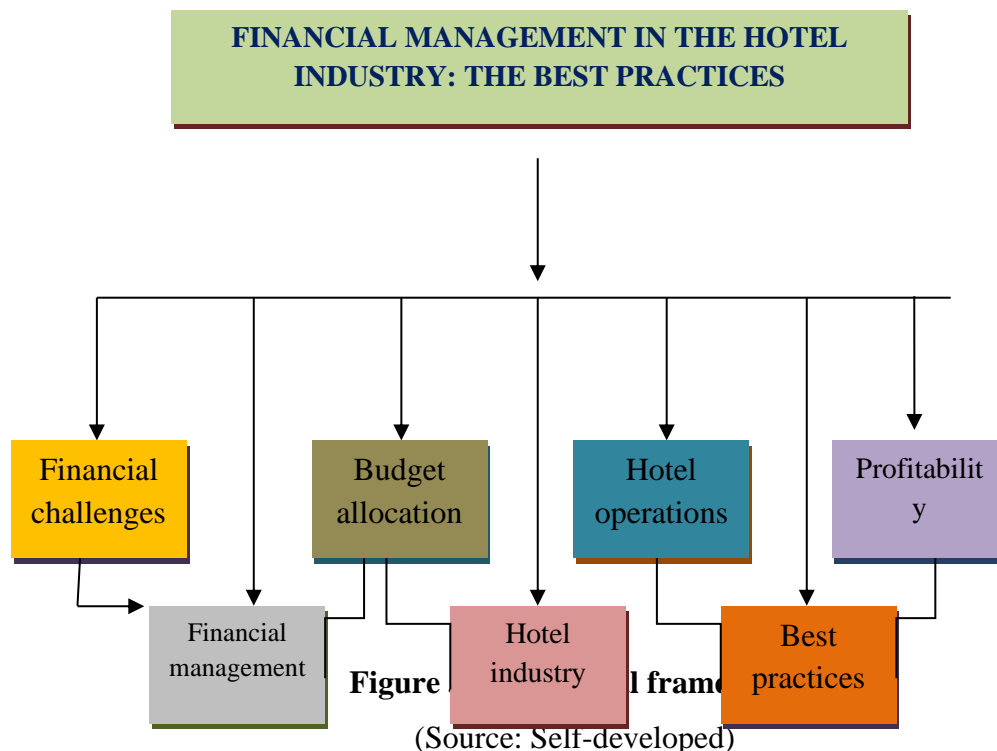 FINANCIAL MANAGEMENT IN THE HOTEL
INDUSTRY: THE BEST PRACTICES
Financial
challenges
Budget
allocation
Hotel
operations
Profitabilit
y
Financial
management
Hotel
industry
Best
practices
Figure
(Source: Self-developed)